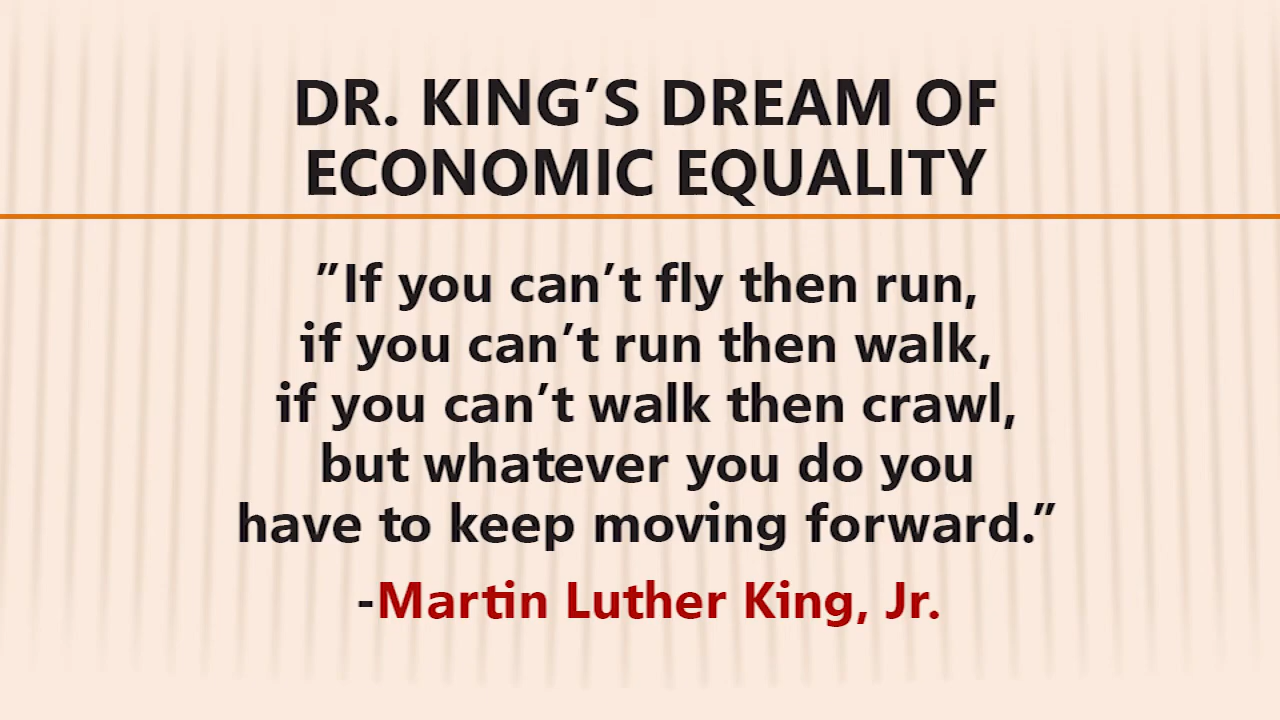 DR. KING’S DREAM OF
ECONOMIC EQUALITY
”If you can’t fly then run,
if you can’t run then walk,
if you can’t walk then crawl,
but whatever you do you
have to keep moving forward.”
-Martin Luther King, Jr.